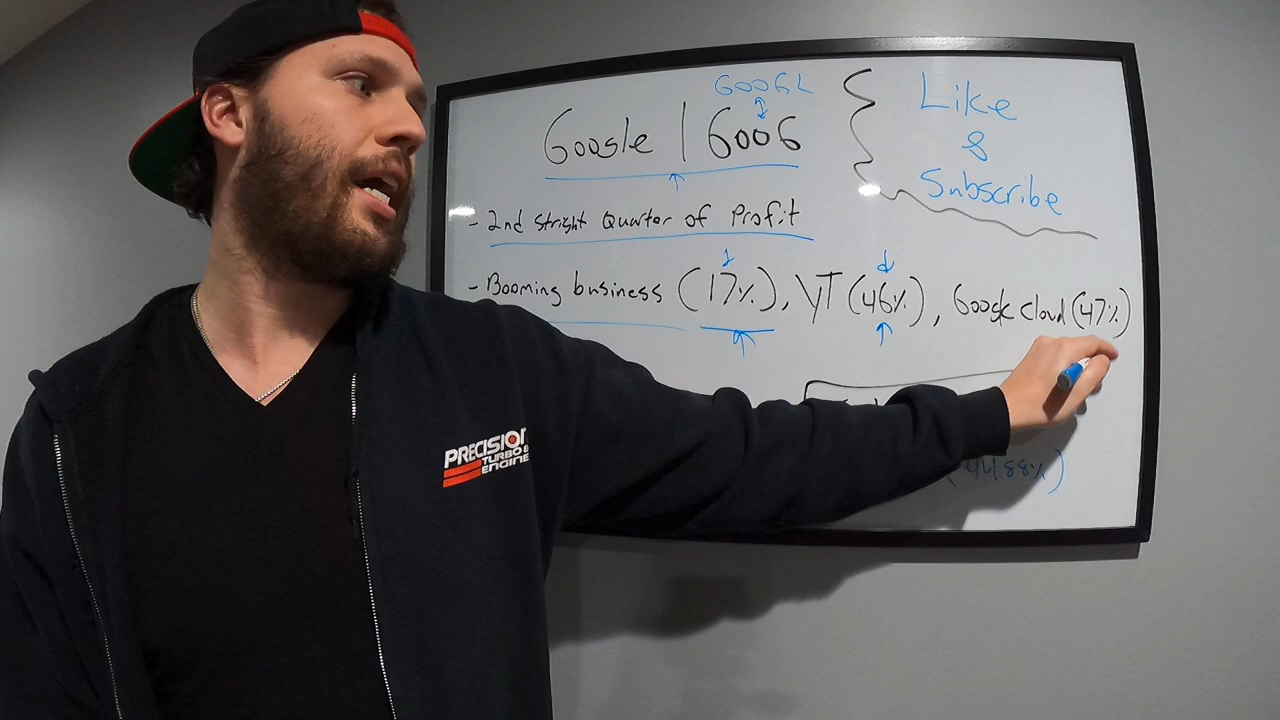 GOOGL
Google | GOOG
Like
&
Subscribe
- 2nd stright Quarter of Profit
- Booming business (17%), YT (46%), Google cloud (47%)
(44.88%)
PRECISION
TURBO &
ENGINE